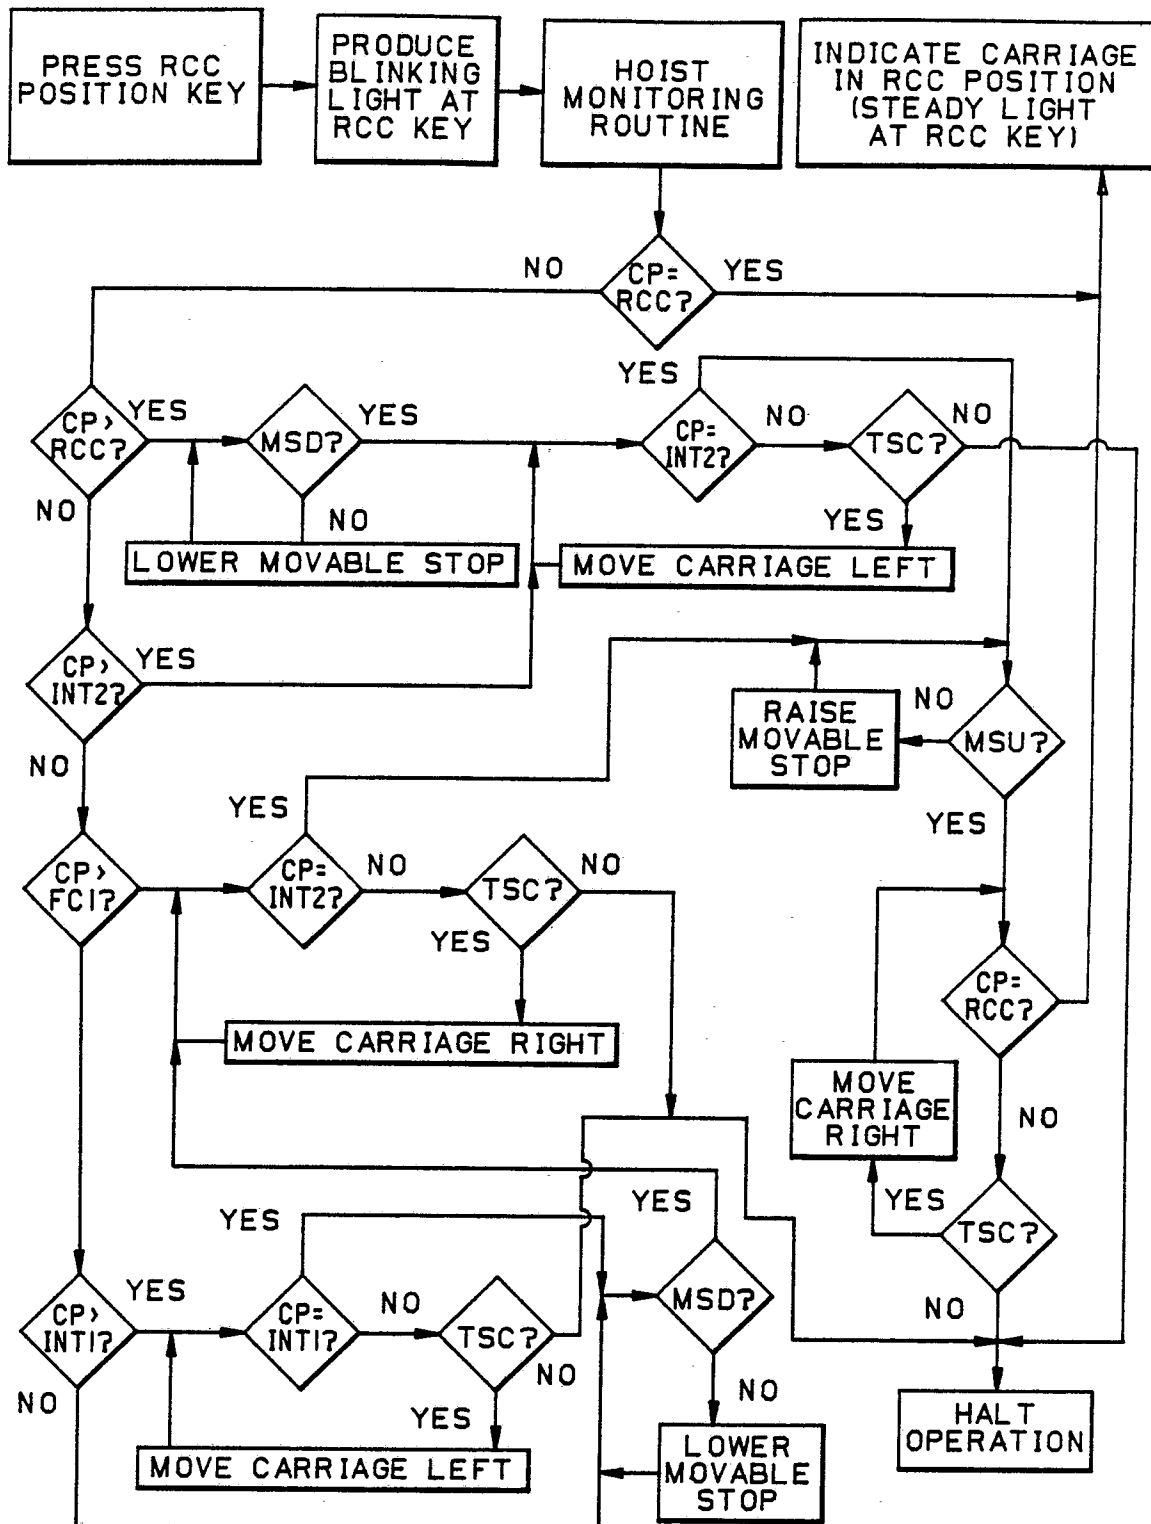 PRESS RCC
POSITION KEY
PRODUCE
BLINKING
LIGHT AT
RCC KEY
HOIST
MONITORING
ROUTINE
INDICATE CARRIAGE
IN RCC POSITION
(STEADY LIGHT
AT RCC KEY)
NO
CP=
RCC?
YES
YES
CP>
RCC?
YES
MSD?
YES
CP=
INT2?
NO
TSC?
NO
NO
NO
YES
LOWER MOVABLE STOP
MOVE CARRIAGE LEFT
CP>
INT2?
YES
NO
RAISE
MOVABLE
STOP
NO
MSU?
YES
YES
CP>
FC1?
CP=
INT2?
NO
TSC?
NO
YES
MOVE CARRIAGE RIGHT
CP=
RCC?
MOVE
CARRIAGE
RIGHT
NO
YES
TSC?
NO
YES
YES
CP>
INT1?
YES
CP=
INT1?
NO
TSC?
NO
MSD?
NO
NO
YES
MOVE CARRIAGE LEFT
LOWER
MOVABLE
STOP
HALT
OPERATION